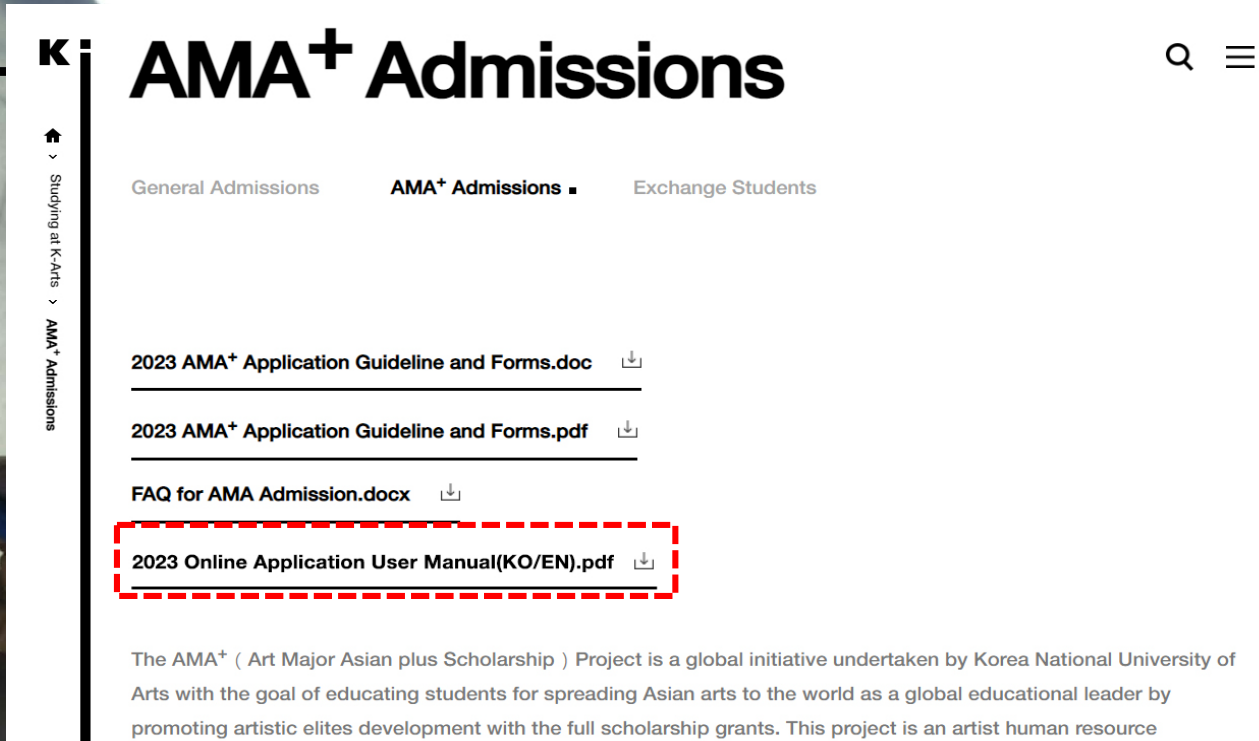 K
AMA+ Admissions
Studying at K-Arts > AMA+ Admissions
General Admissions AMA+ Admissions Exchange Students
2023 AMA+ Application Guideline and Forms.doc
2023 AMA+ Application Guideline and Forms.pdf
FAQ for AMA Admission.docx
2023 Online Application User Manual(KO/EN).pdf
The AMA+ ( Art Major Asian plus Scholarship ) Project is a global initiative undertaken by Korea National University of
Arts with the goal of educating students for spreading Asian arts to the world as a global educational leader by
promoting artistic elites development with the full scholarship grants. This project is an artist human resource